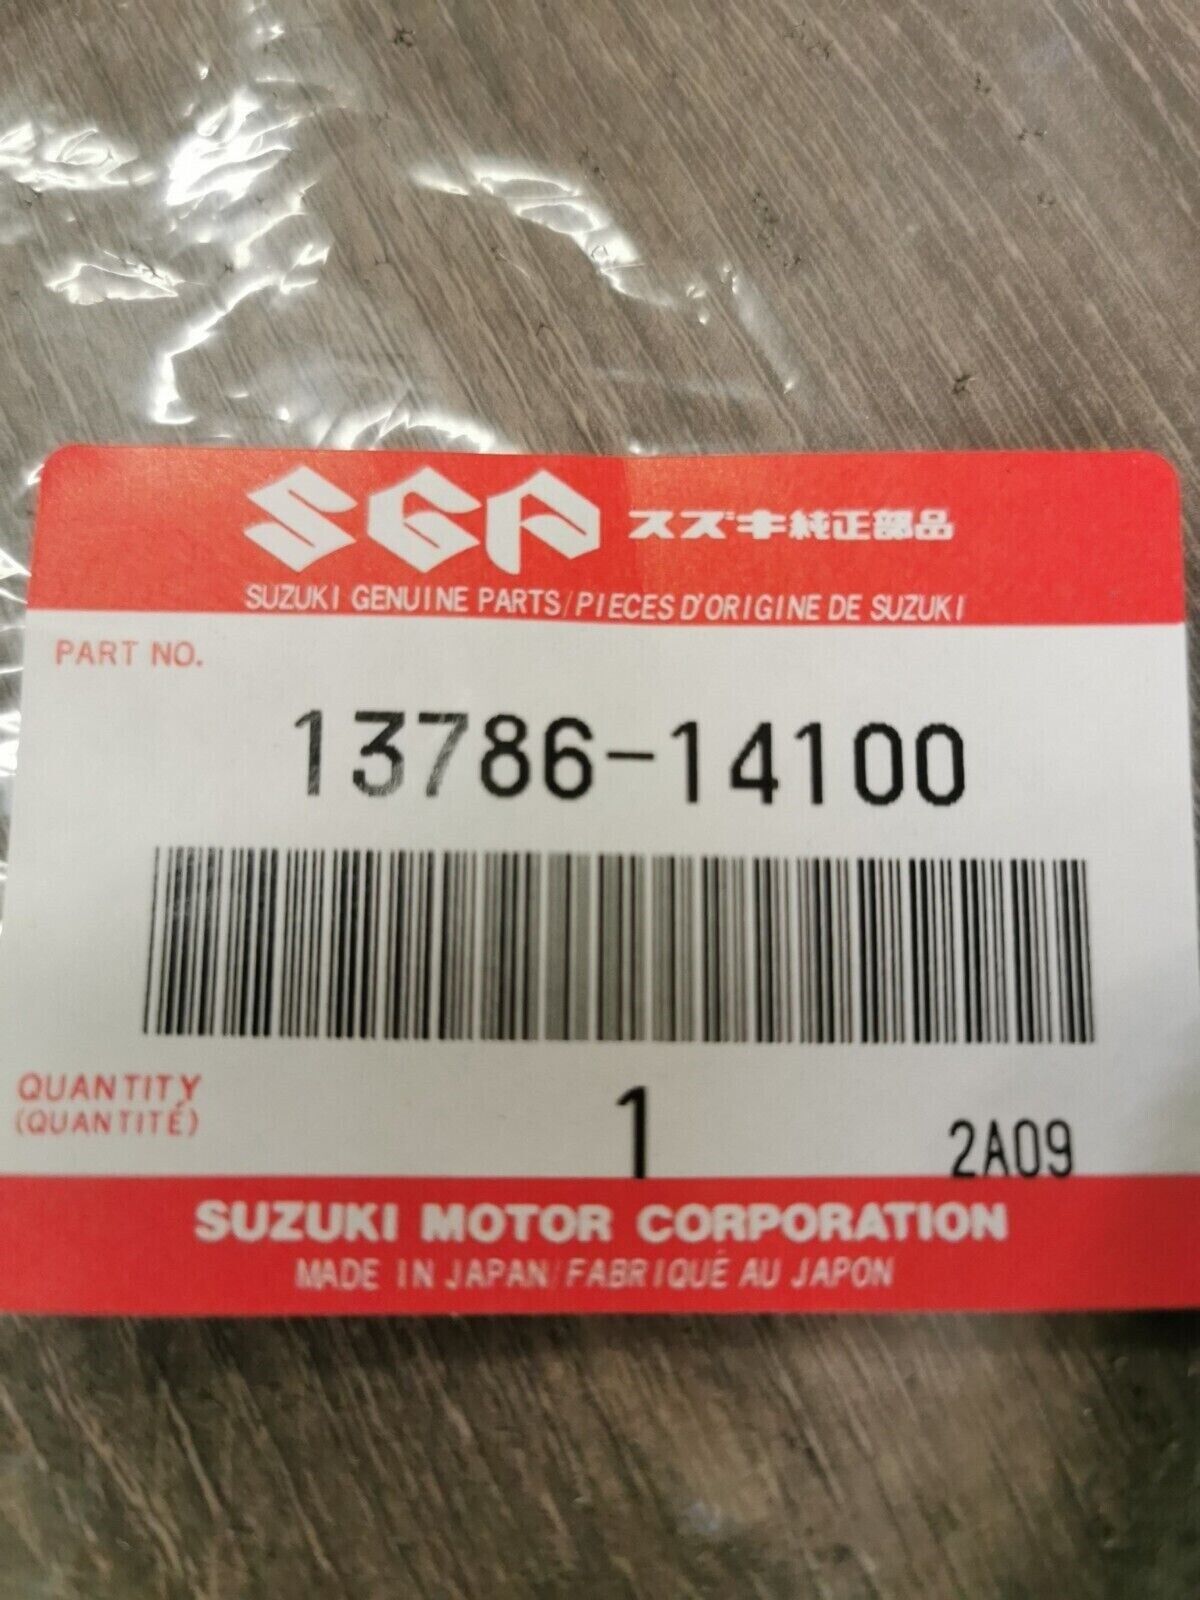 SGP スズキ純正部品
SUZUKI GENUINE PARTS/PIECES D'ORIGINE DE SUZUKI
PART NO.
13786-14100
QUANTITY
(QUANTITÉ)
1
2A09
SUZUKI MOTOR CORPORATION
MADE IN JAPAN/FABRIQUÉ AU JAPON